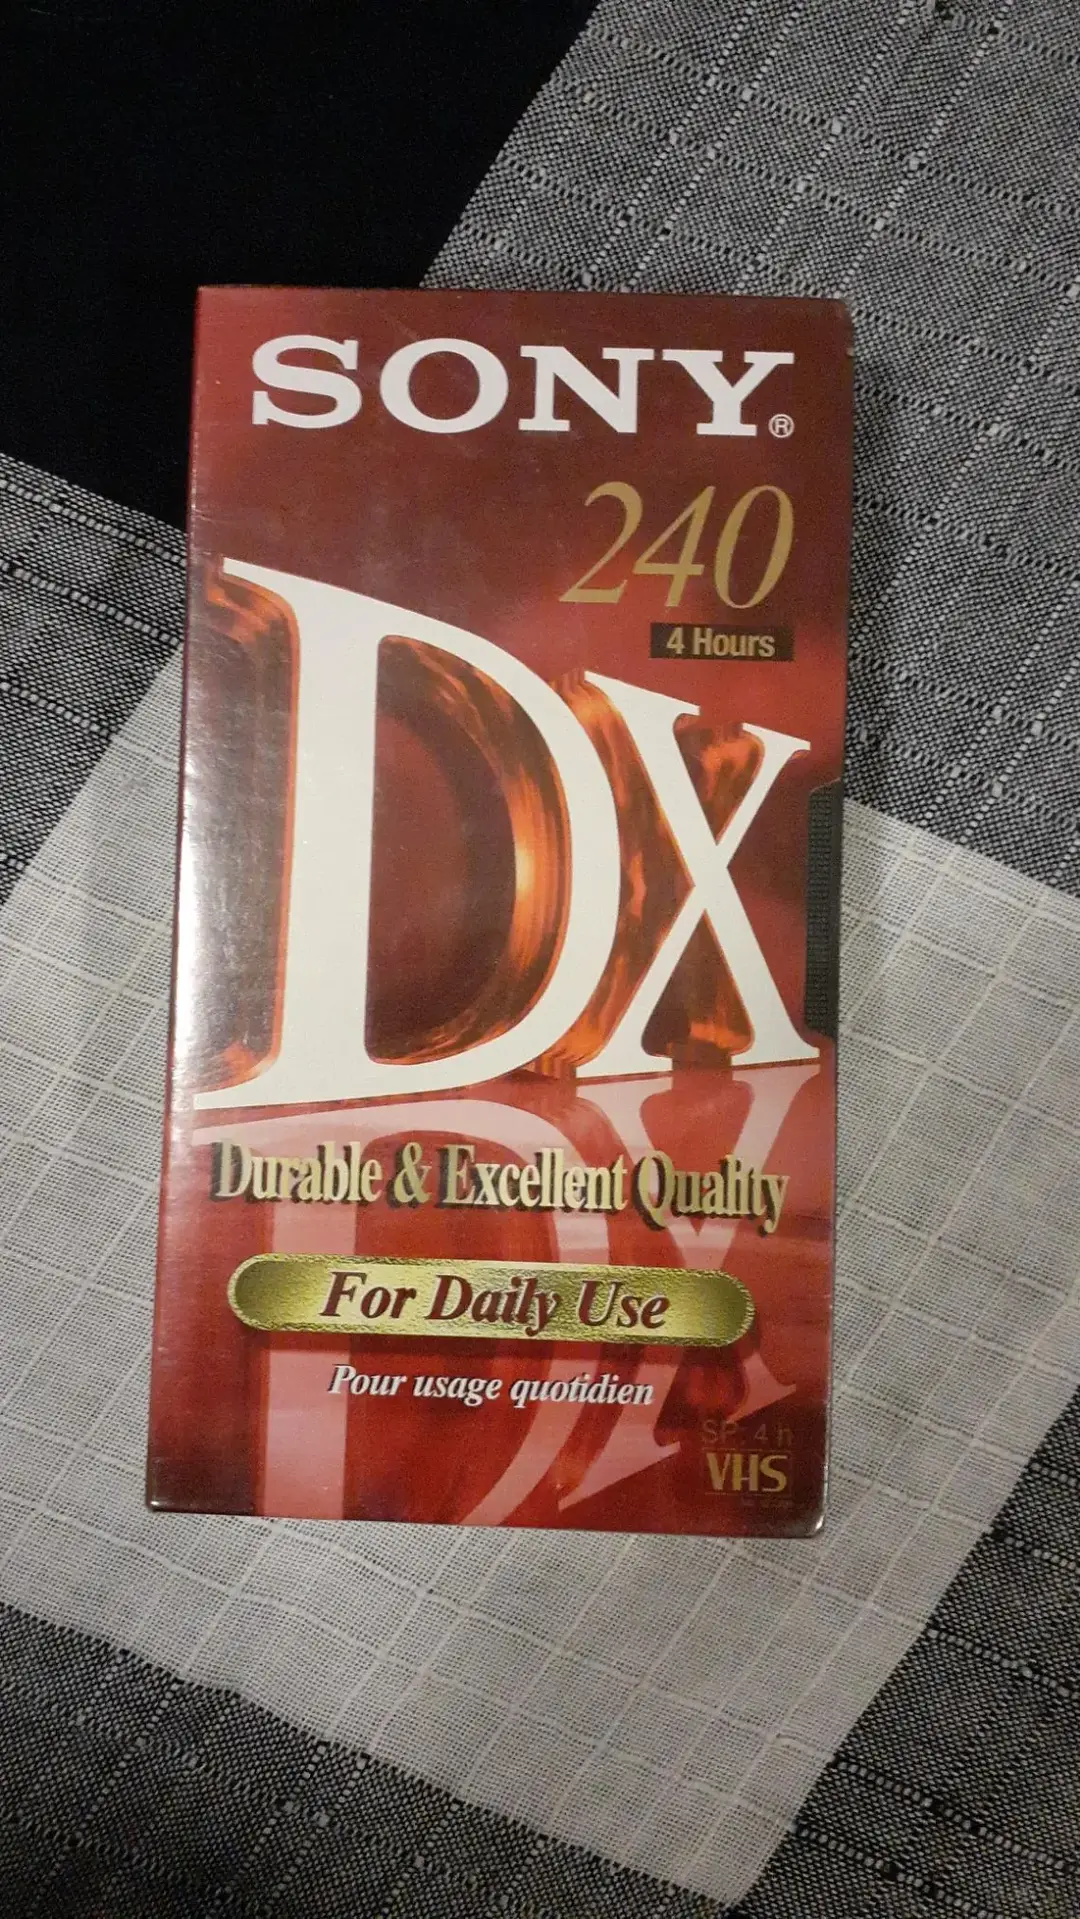 SONY®
240
4 Hours
DX
Durable & Excellent Quality
For Daily Use
Pour usage quotidien
SP: 4 h
VHS